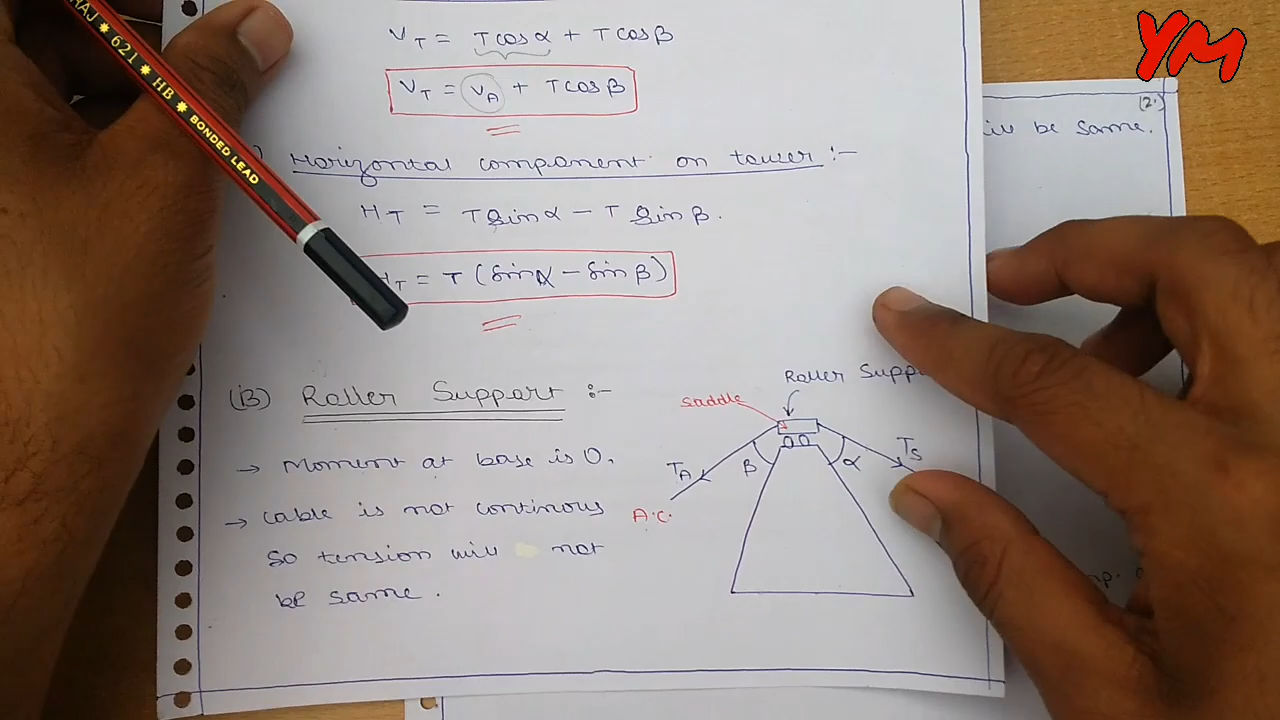 V_T = T cos α + T cos β
V_T = V_A + T cos β
Horizontal component on tower :-
H_T = T sin α - T sin β.
H_T = T (sin α - sin β)
(B) Roller Support :-
→ Moment at base is 0.
→ Cable is not continous
So tension will not
be same.
Roller Supp
Saddle
T_A
β
α
T_S
A.C.
(2.)
be same.
YM
HAJ ✱ 621 ✱ HB ✱ BONDED LEAD